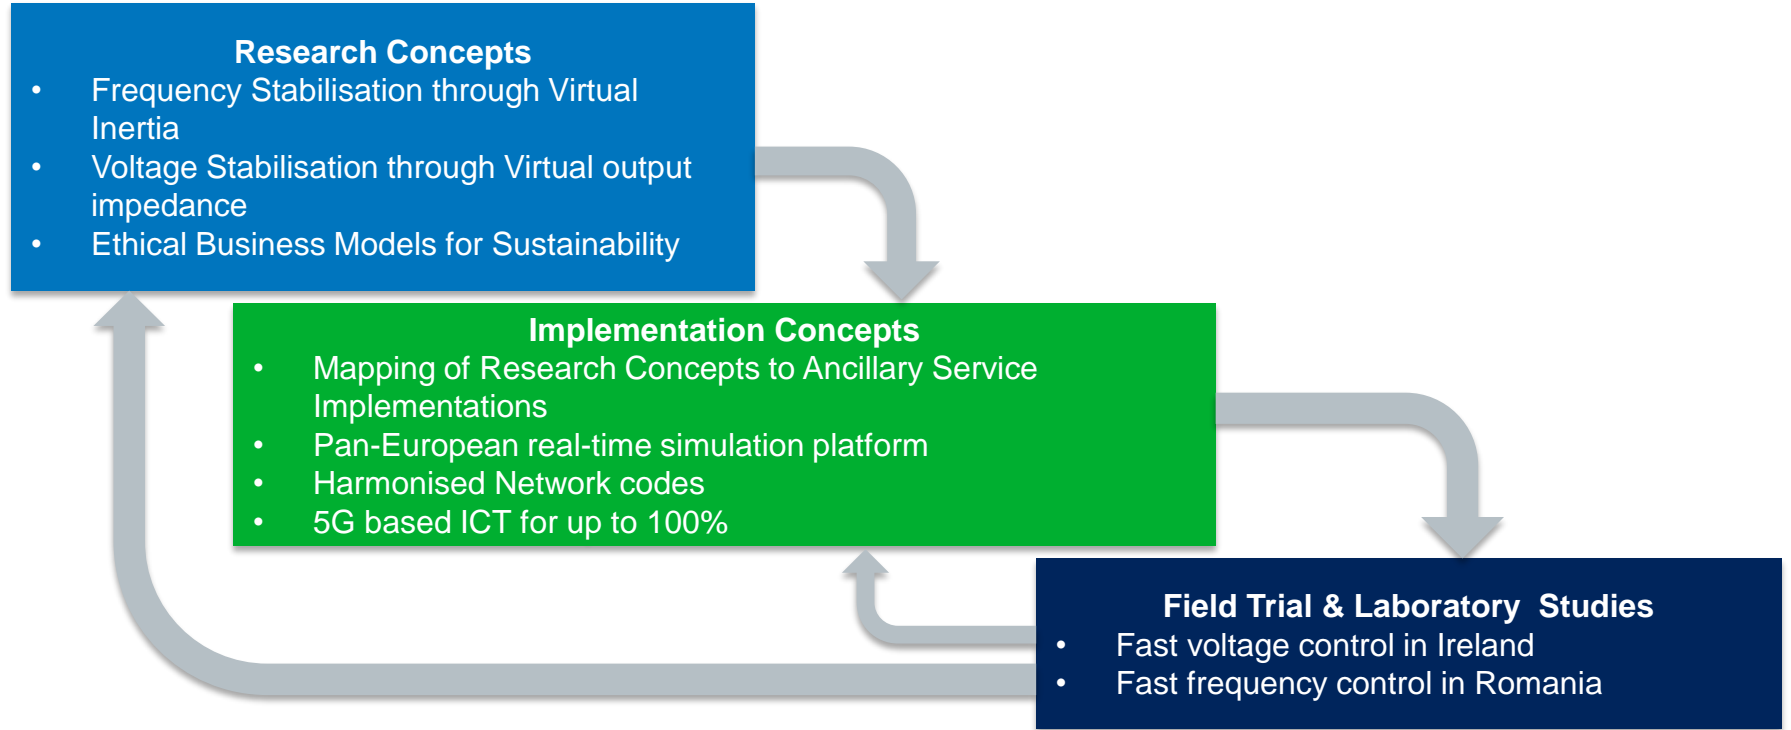 Research Concepts
• Frequency Stabilisation through Virtual
Inertia
• Voltage Stabilisation through Virtual output
impedance
• Ethical Business Models for Sustainability
Implementation Concepts
• Mapping of Research Concepts to Ancillary Service
Implementations
• Pan-European real-time simulation platform
• Harmonised Network codes
• 5G based ICT for up to 100%
Field Trial & Laboratory  Studies
• Fast voltage control in Ireland
• Fast frequency control in Romania